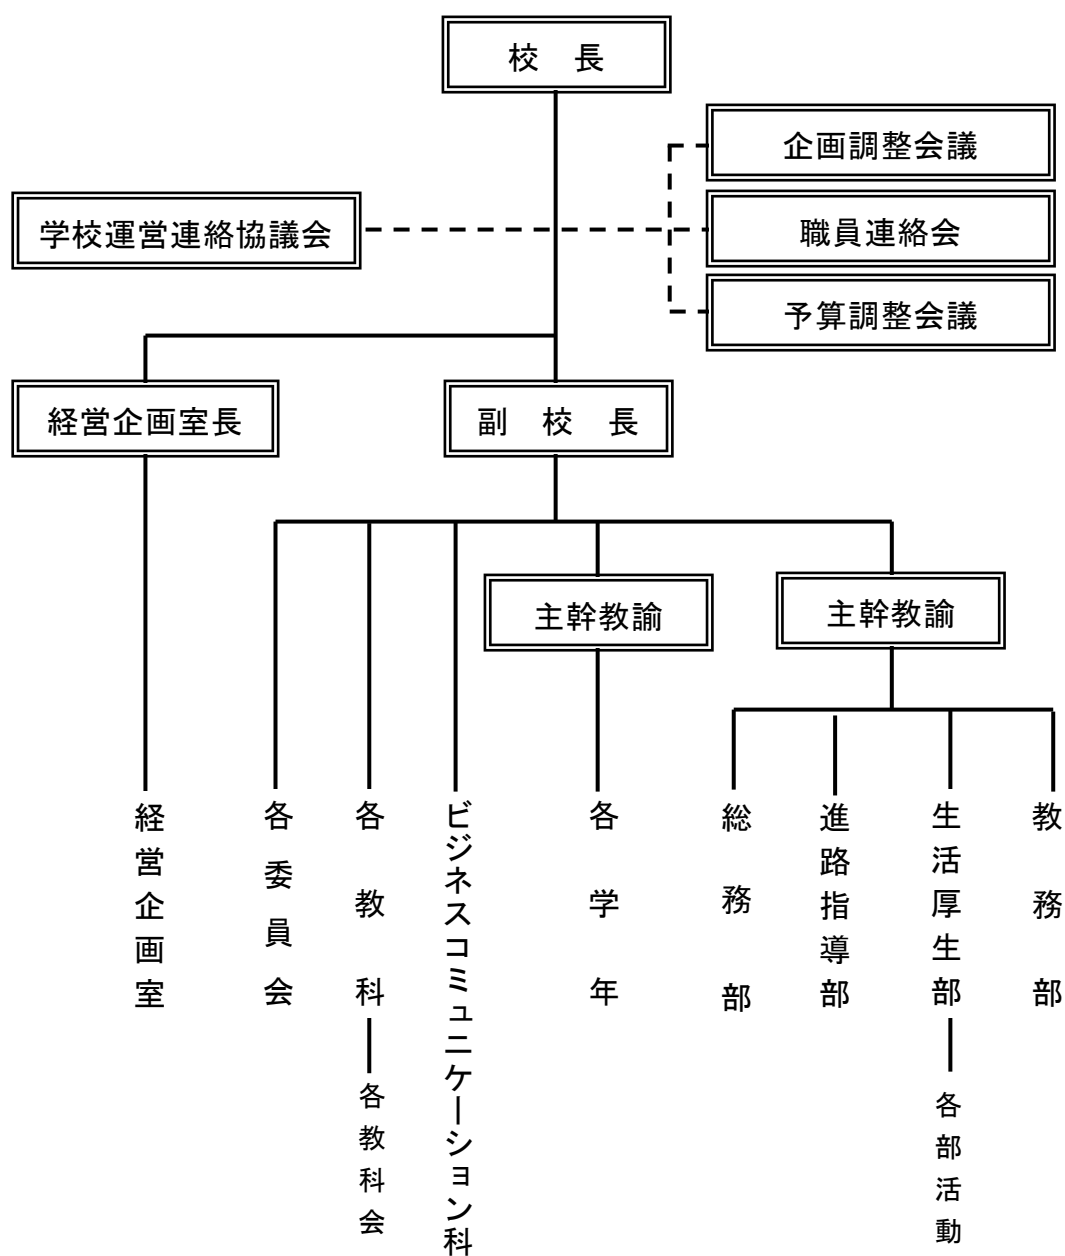 校　長
企画調整会議
学校運営連絡協議会
職員連絡会
予算調整会議
経営企画室長
副　校　長
主幹教諭
主幹教諭
経営企画室
各委員会
各教科
各教科会
ビジネスコミュニケーション科
各学年
総務部
進路指導部
生活厚生部
各部活動
教務部